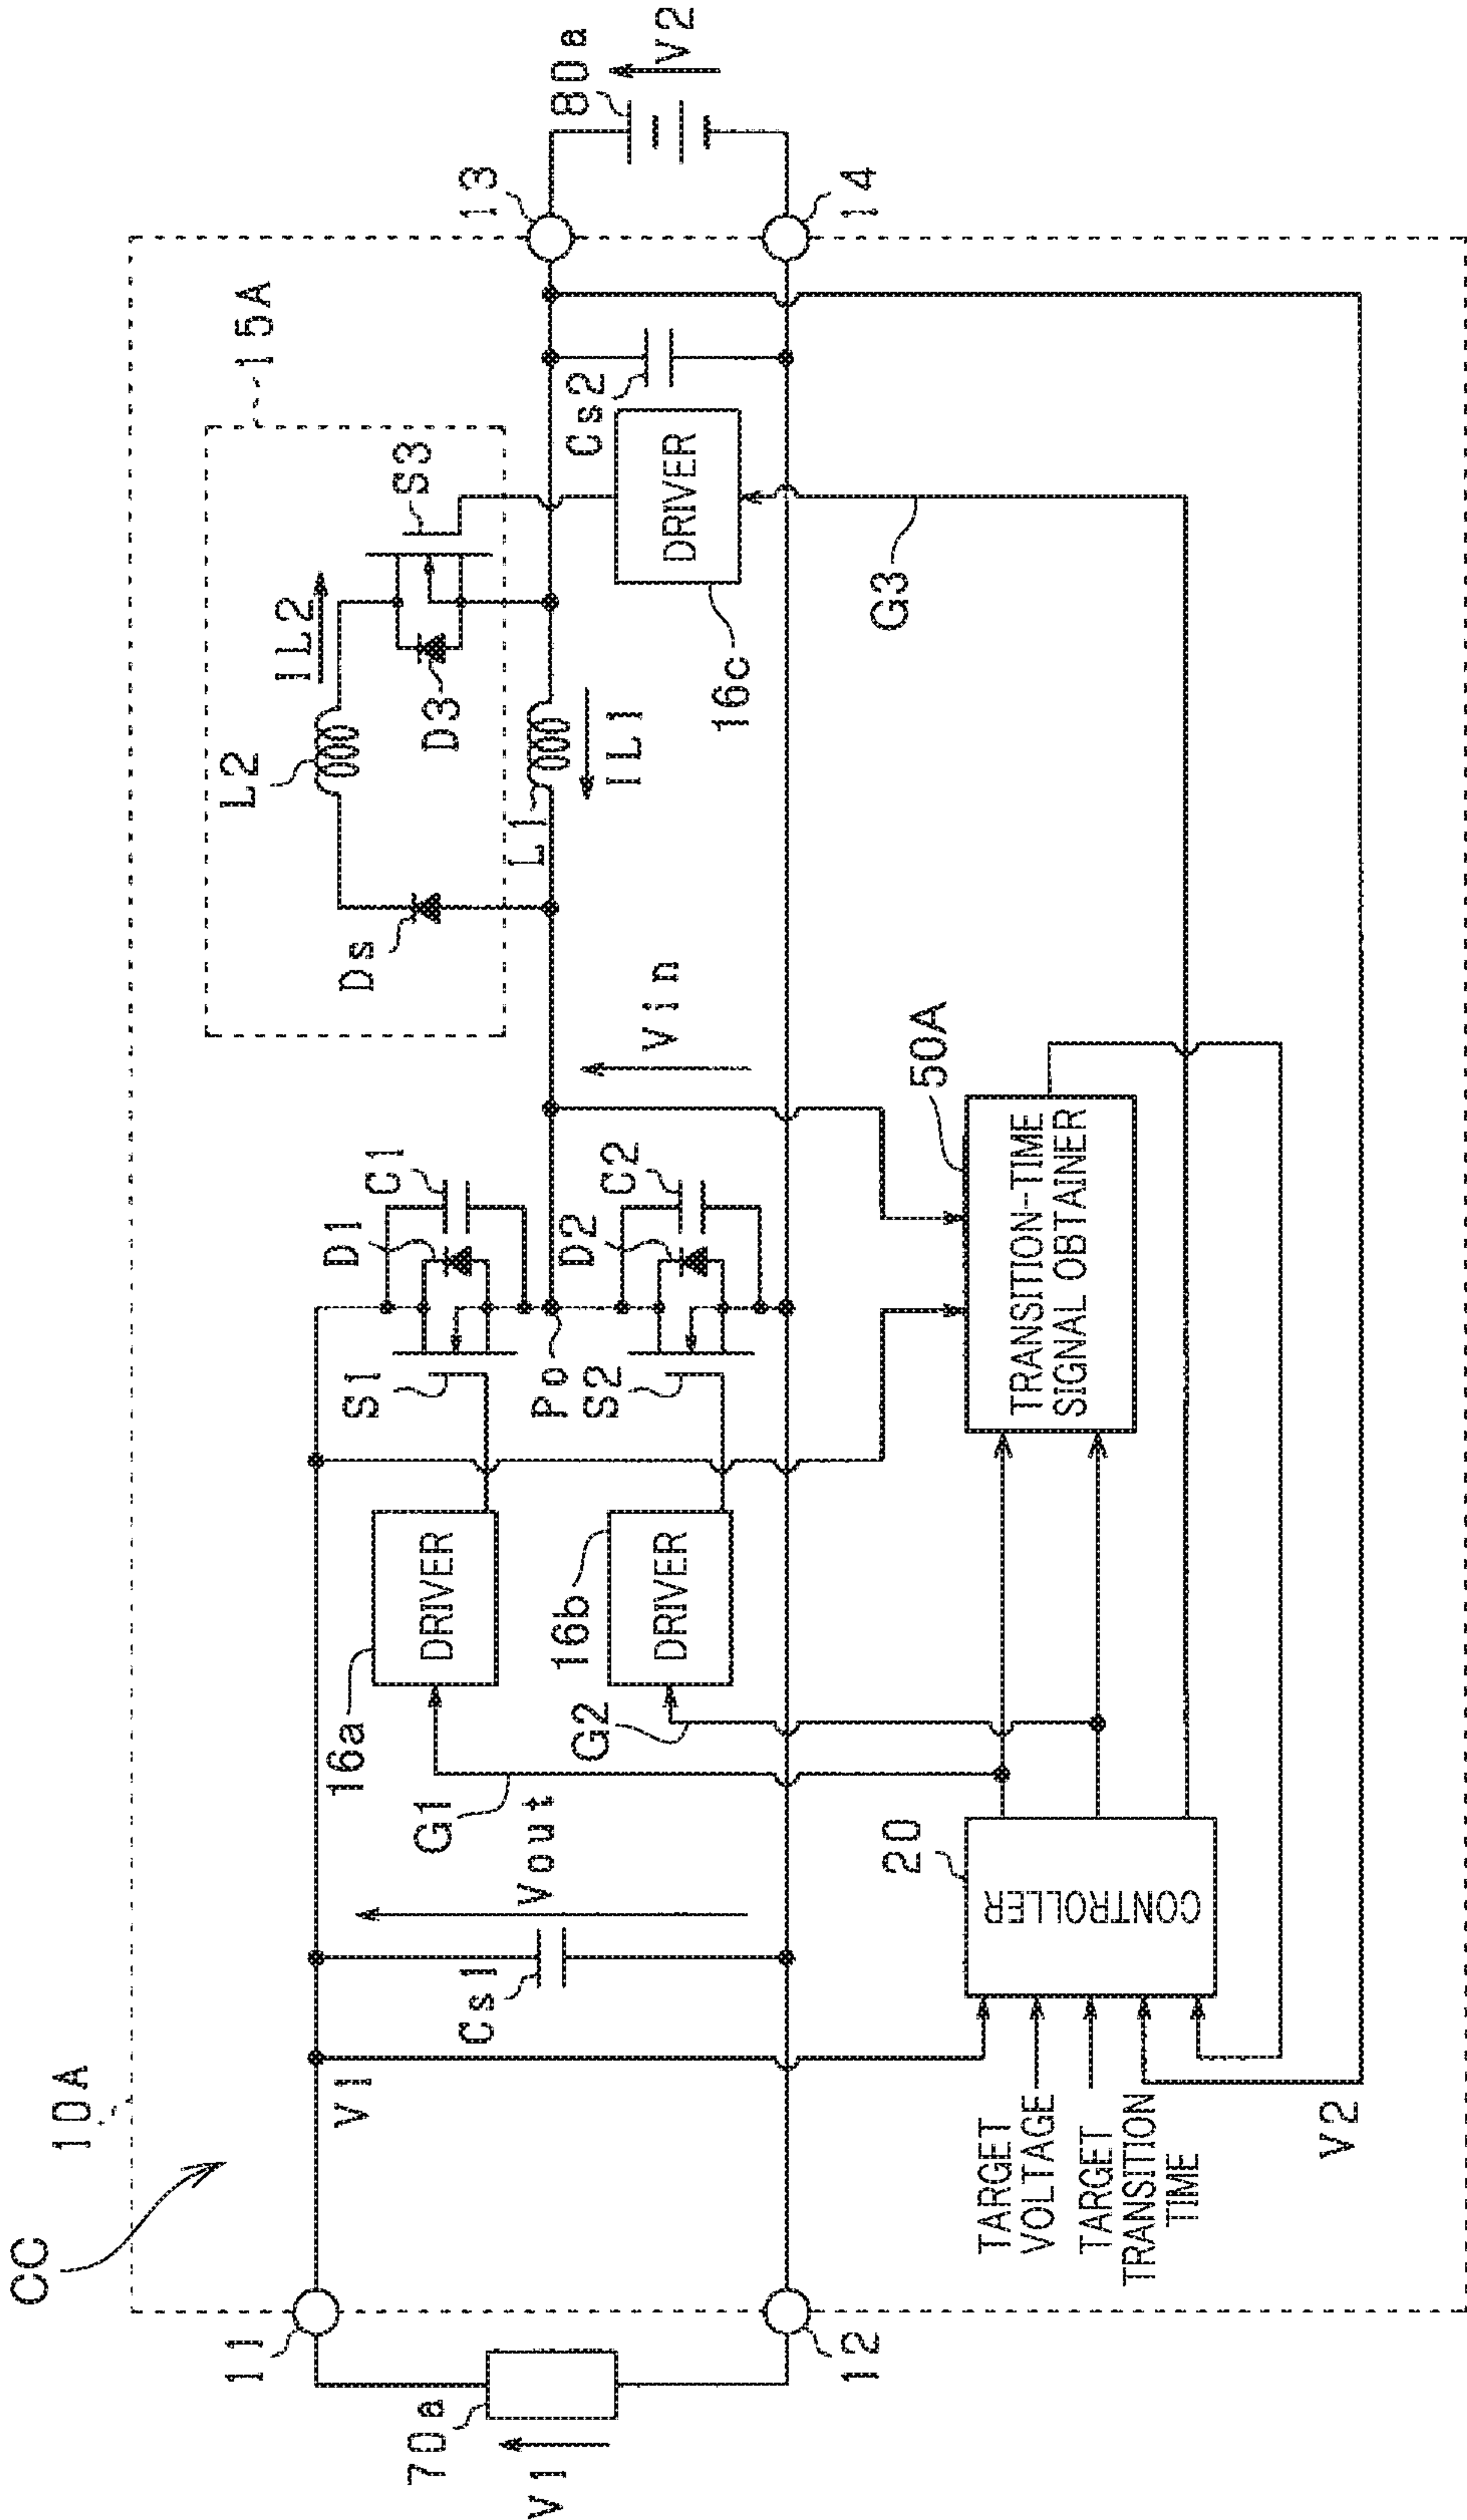 CC
10A
15A
L2
IL2
S3
D3
Ds
L1
IL1
11
V1
Cs1
Vout
16a
DRIVER
G1
S1
D1
C1
Po
16b
DRIVER
G2
S2
D2
C2
Vin
16c
DRIVER
G3
Cs2
13
14
80a
V2
70a
V1
12
TARGET
VOLTAGE
TARGET
TRANSITION
TIME
20
CONTROLLER
50A
TRANSITION-TIME
SIGNAL OBTAINER
V2